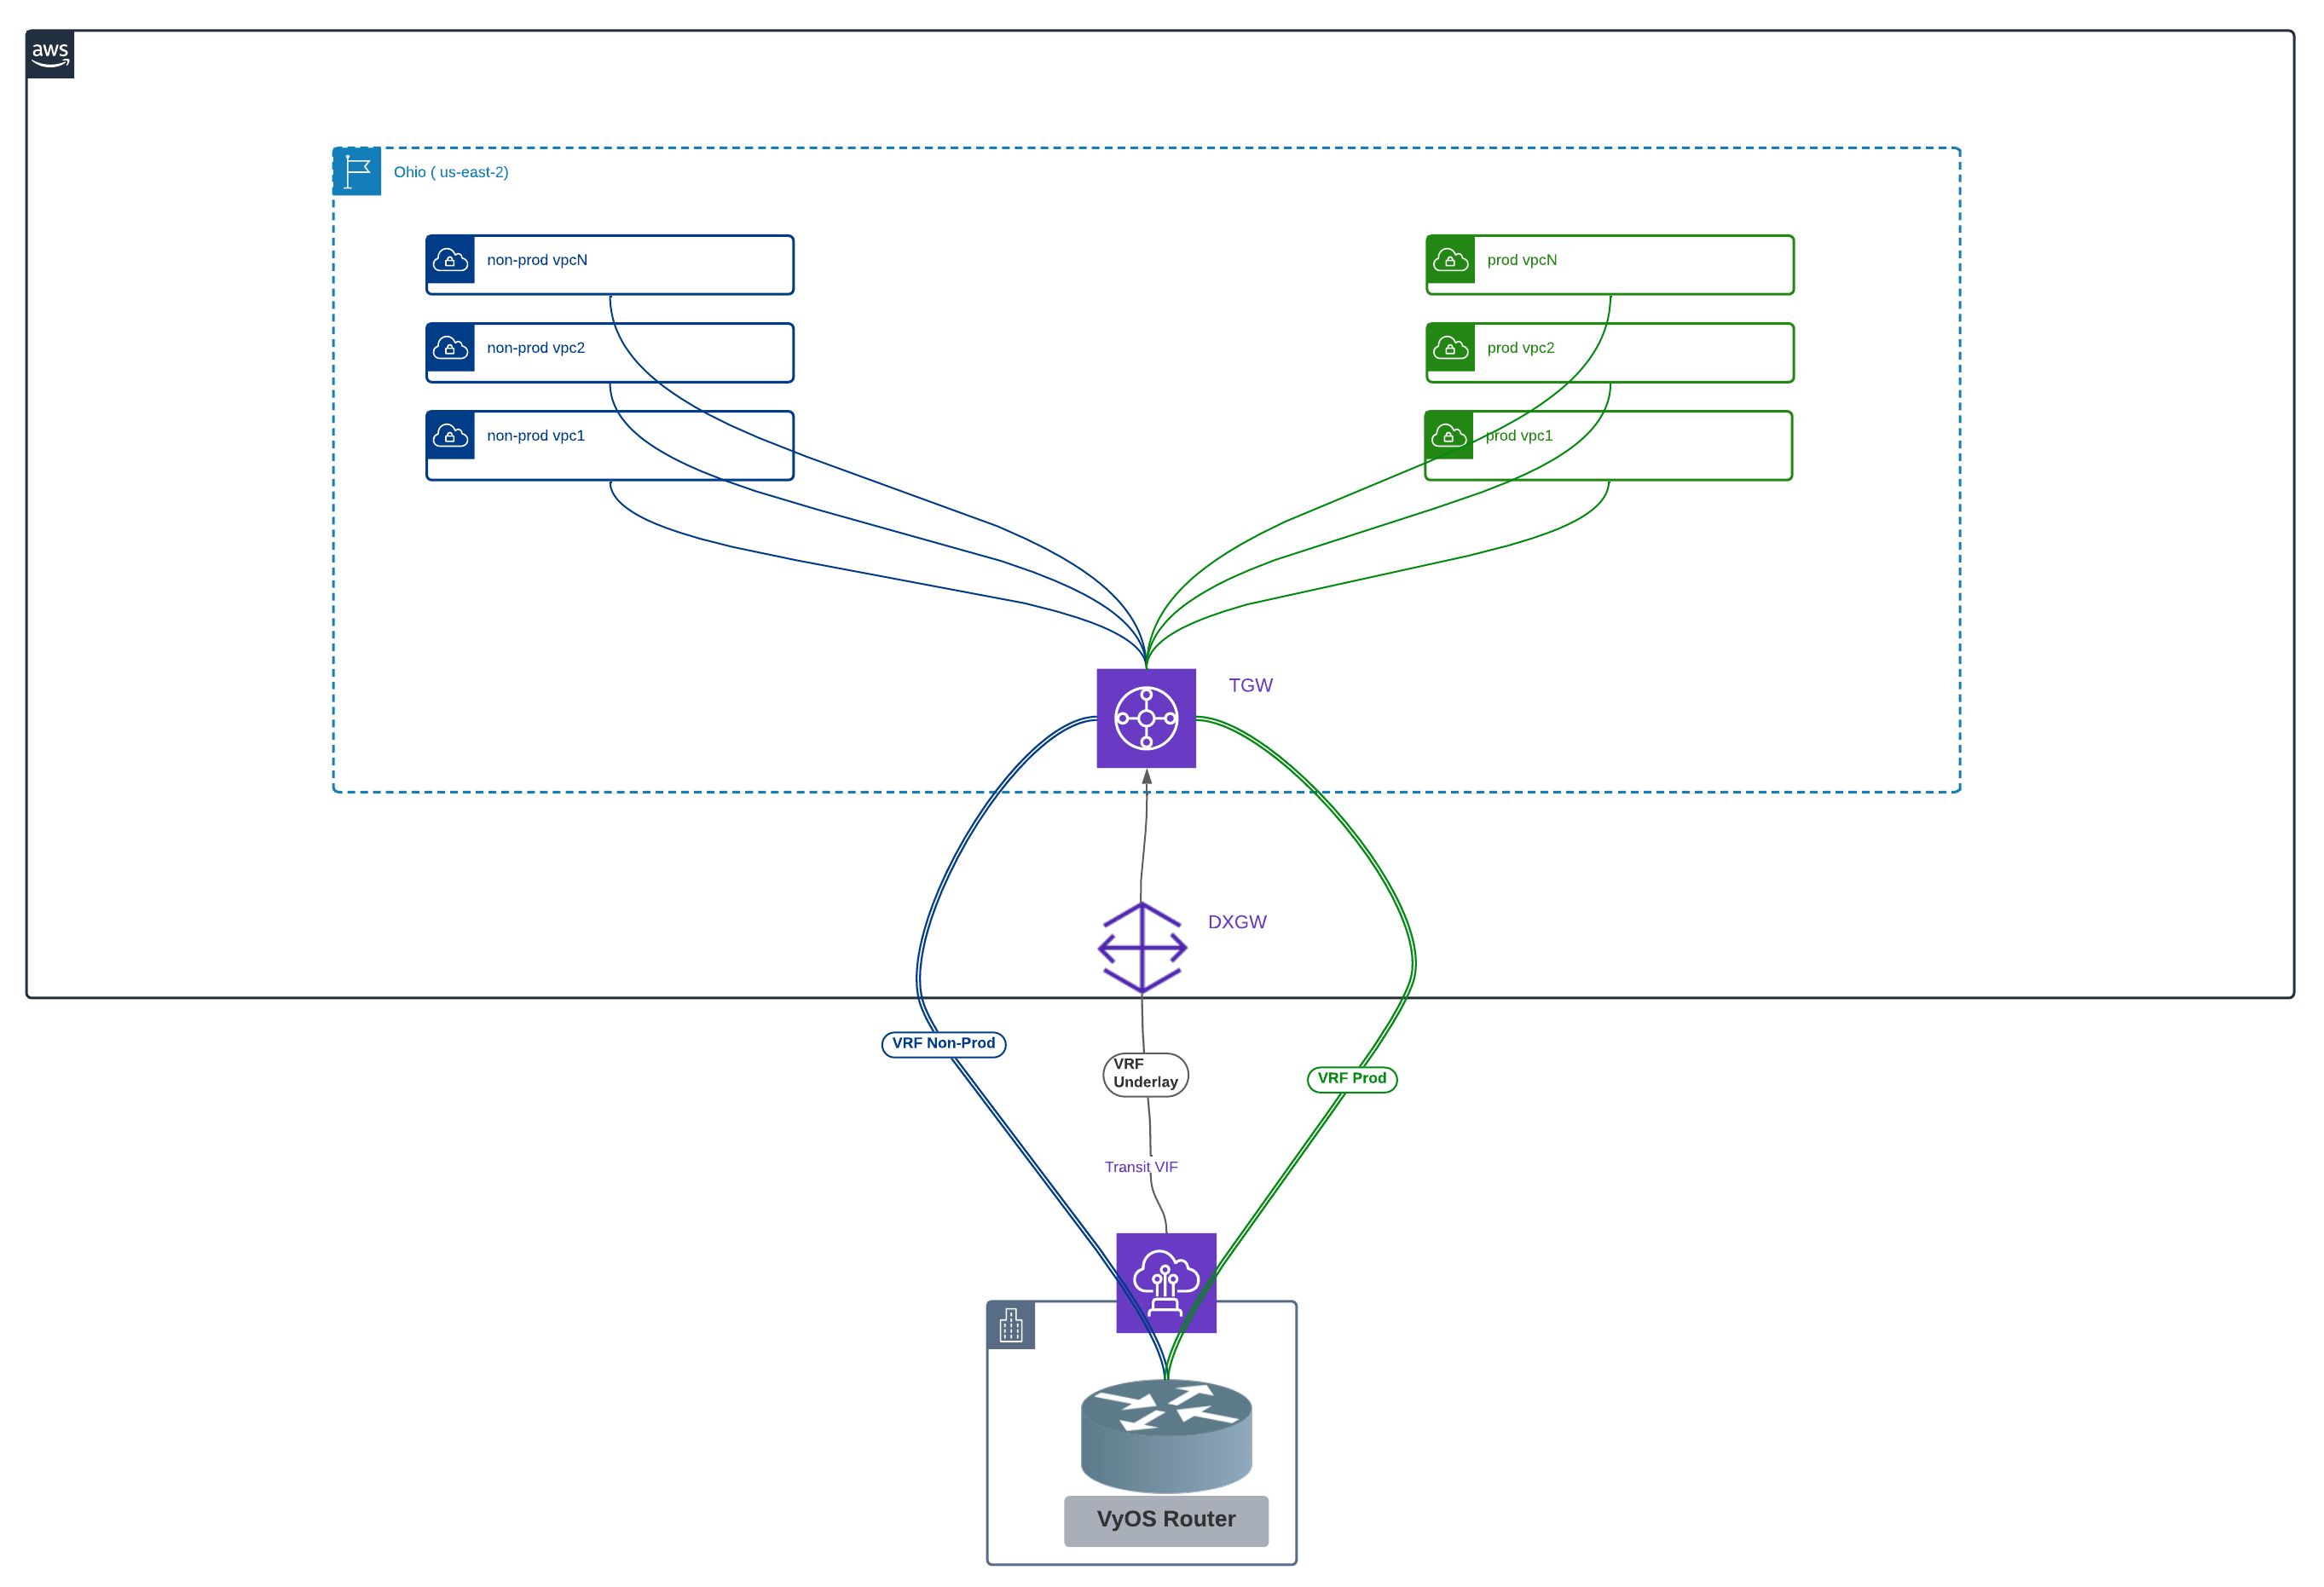 aws
Ohio ( us-east-2)
non-prod vpcN
prod vpcN
non-prod vpc2
prod vpc2
non-prod vpc1
prod vpc1
TGW
DXGW
VRF Non-Prod
VRF
Underlay
VRF Prod
Transit VIF
VyOS Router